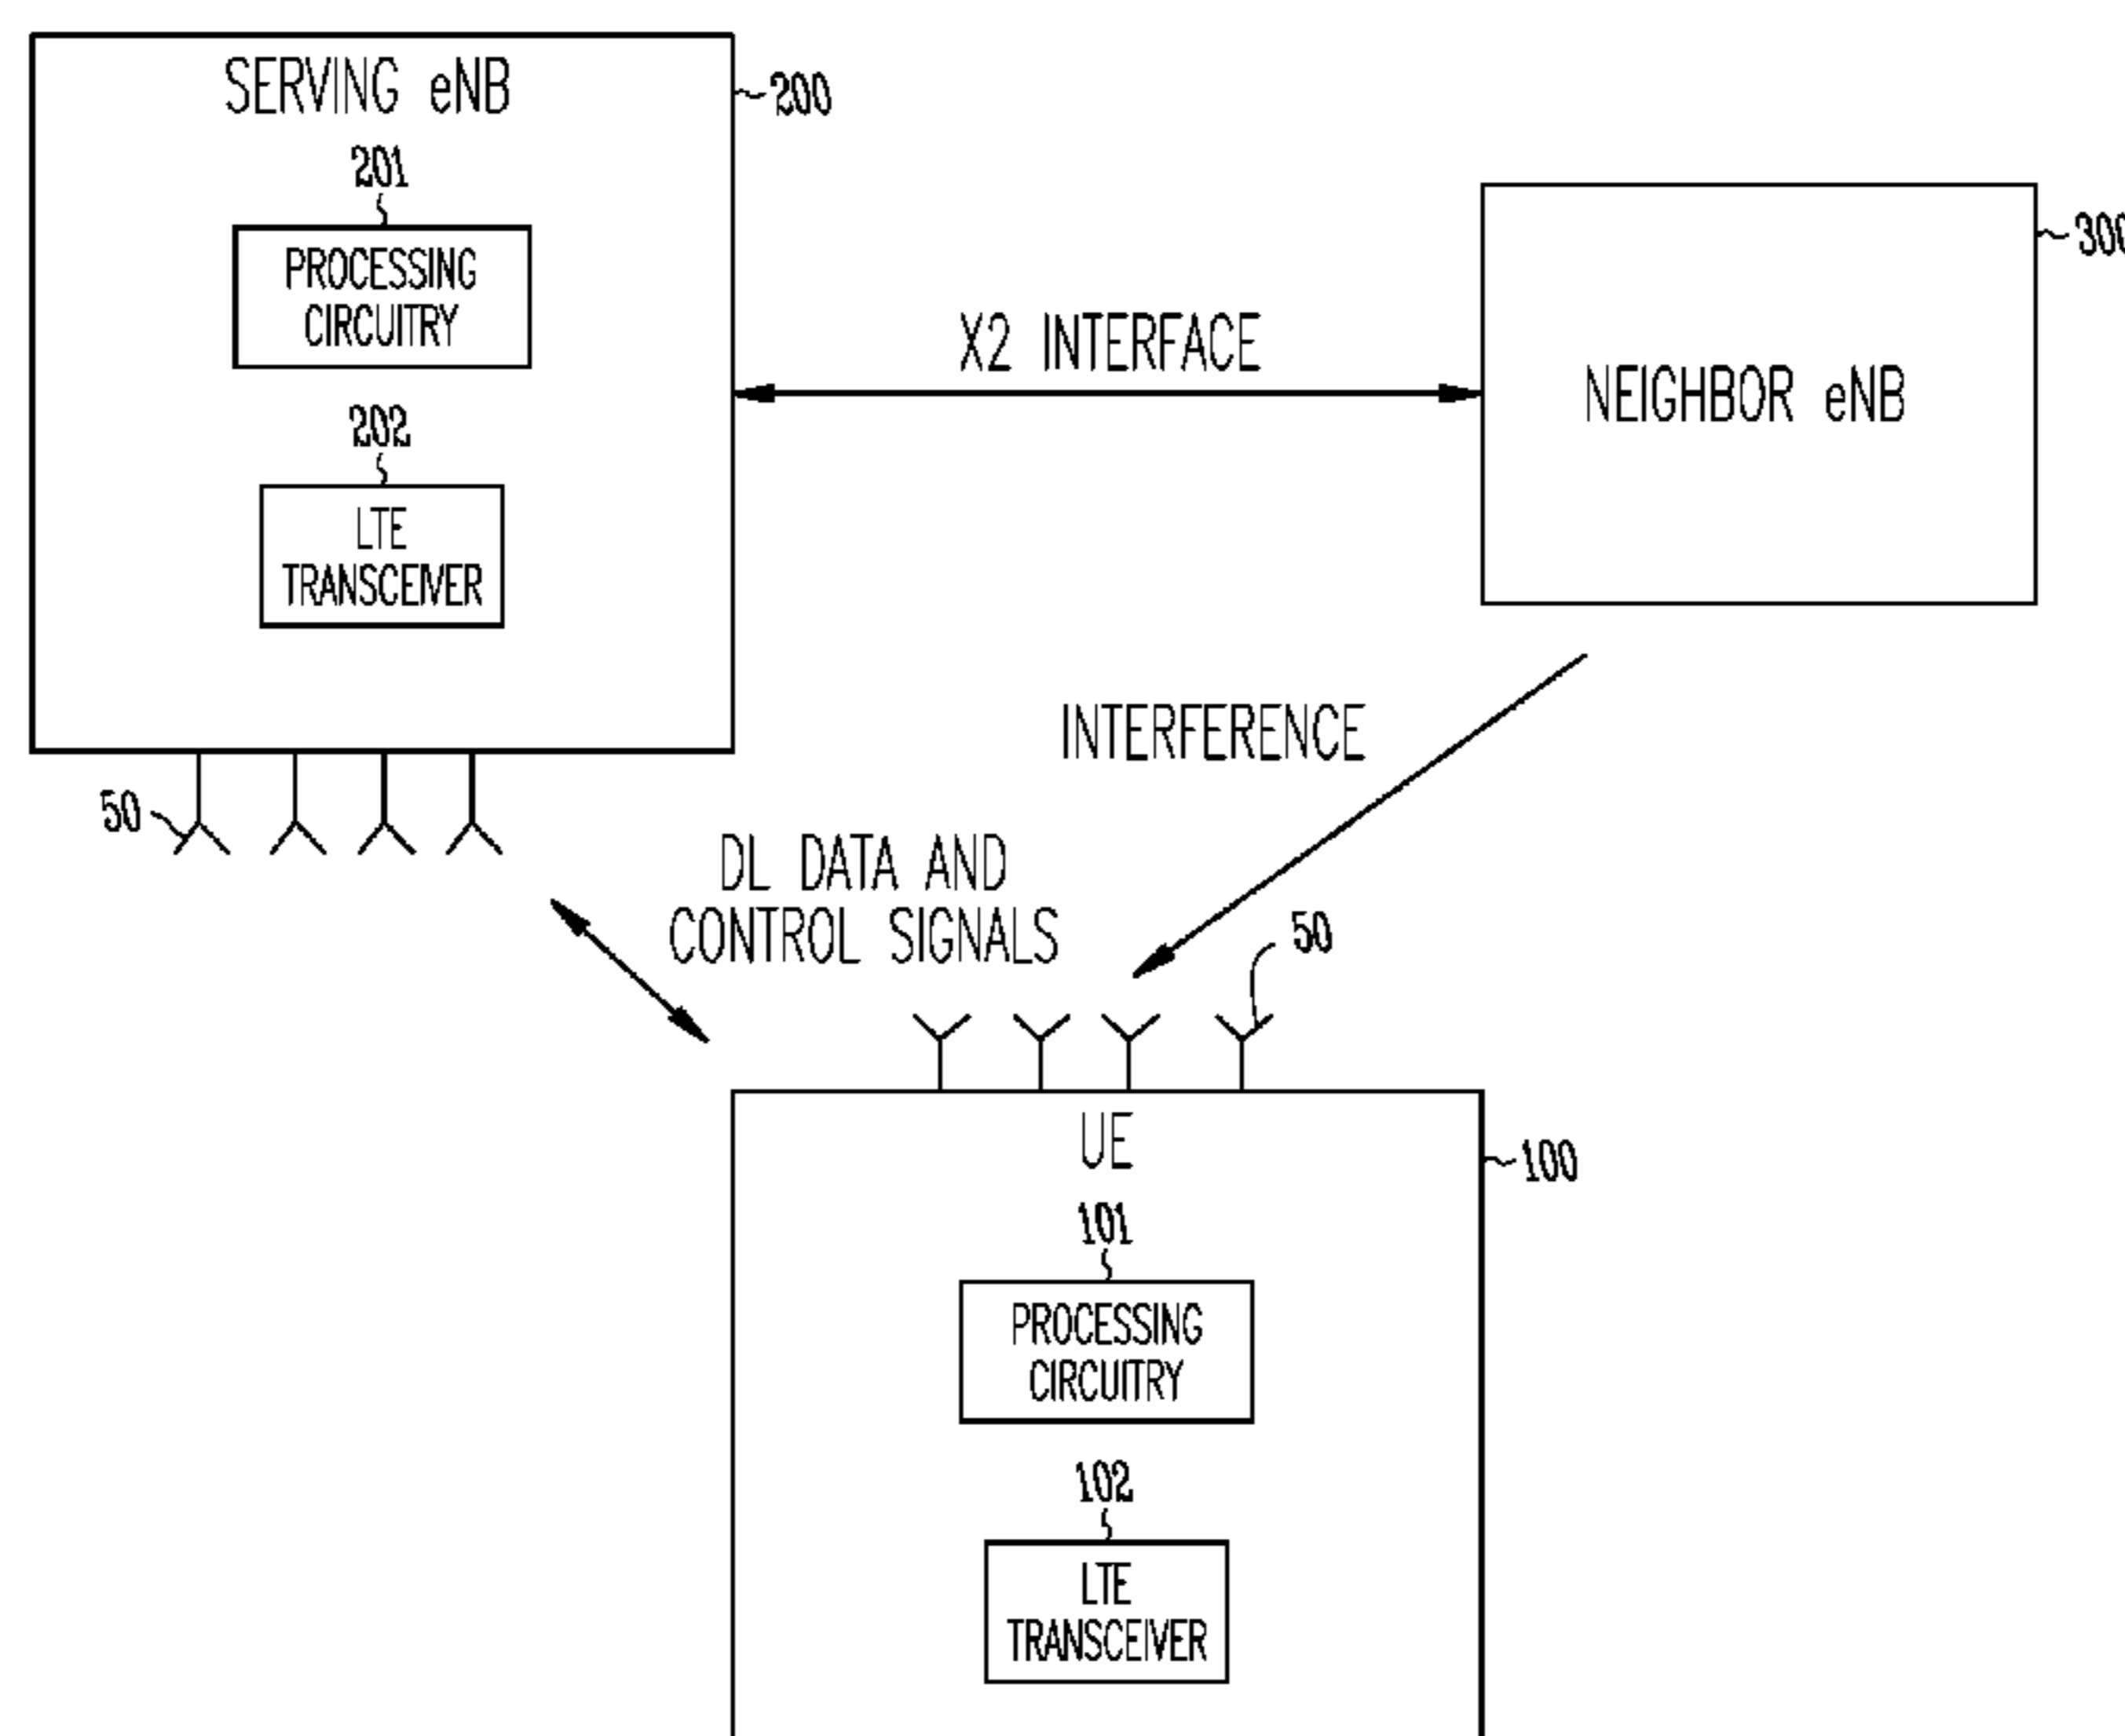 SERVING eNB
200
201
PROCESSING
CIRCUITRY
202
LTE
TRANSCEIVER
50
X2 INTERFACE
300
NEIGHBOR eNB
INTERFERENCE
DL DATA AND
CONTROL SIGNALS
50
UE
100
101
PROCESSING
CIRCUITRY
102
LTE
TRANSCEIVER